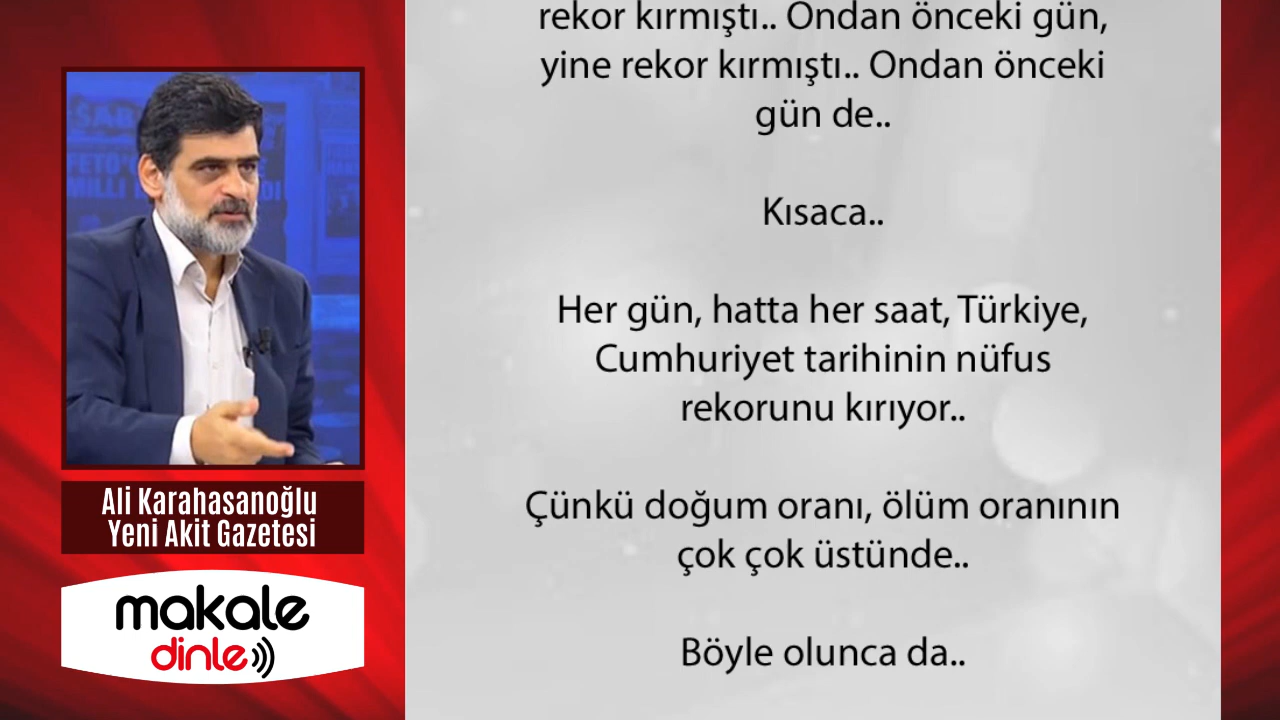 rekor kırmıştı.. Ondan önceki gün,
yine rekor kırmıştı.. Ondan önceki
gün de..
Kısaca..
Her gün, hatta her saat, Türkiye,
Cumhuriyet tarihinin nüfus
rekorunu kırıyor..
Çünkü doğum oranı, ölüm oranının
çok çok üstünde..
Böyle olunca da..
Ali Karahasanoğlu
Yeni Akit Gazetesi
makale
dinle